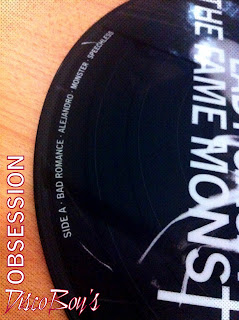 SIDE A · BAD ROMANCE · ALEJANDRO · MONSTER · SPEECHLESS
THE FAME MONST
OBSESSION
DiscoBoy's